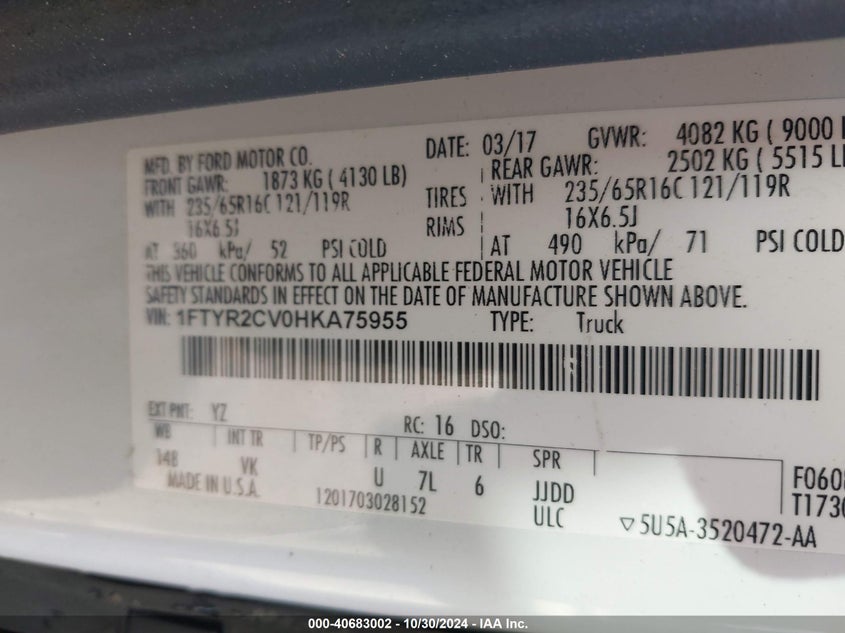 MFD. BY FORD MOTOR CO. DATE: 03/17 GVWR: 4082 KG ( 9000
FRONT GAWR: 1873 KG ( 4130 LB) REAR GAWR: 2502 KG ( 5515 L
WITH 235/65R16C 121/119R TIRES WITH 235/65R16C 121/119R
16X6.5J RIMS 16X6.5J
AT 360 kPa/ 52 PSI COLD AT 490 kPa/ 71 PSI COLD
THIS VEHICLE CONFORMS TO ALL APPLICABLE FEDERAL MOTOR VEHICLE
SAFETY STANDARDS IN EFFECT ON THE DATE OF MANUFACTURE SHOWN ABOVE.
VIN: 1FTYR2CV0HKA75955 TYPE: Truck
EXT PNT: YZ RC: 16 DSO:
WB INT TR TP/PS R AXLE TR SPR
148 VK U 7L 6 JJDD F060
MADE IN U.S.A. 1201703028152 ULC T173
▽5U5A-3520472-AA
000-40683002 - 10/30/2024 - IAA Inc.